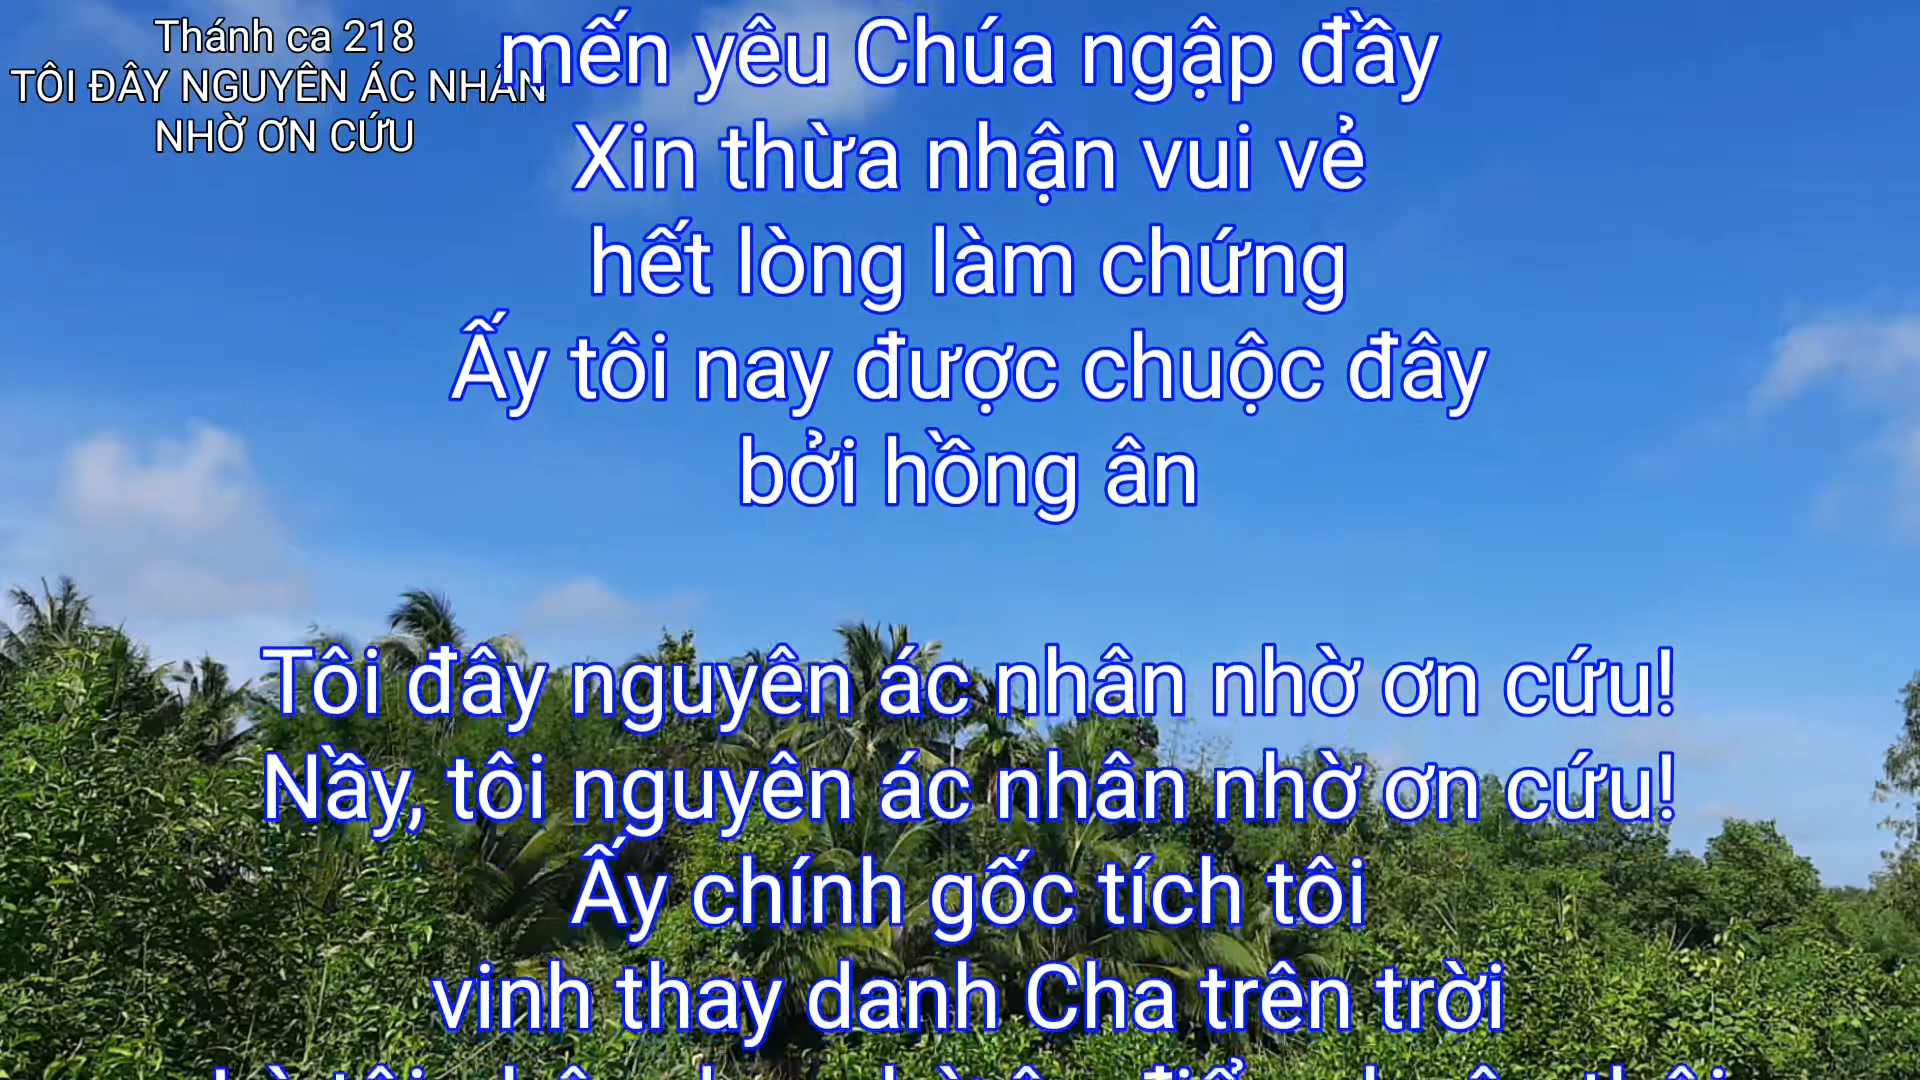 Thánh ca 218
TÔI ĐÂY NGUYÊN ÁC NHÂN
NHỜ ƠN CỨU
mến yêu Chúa ngập đầy
Xin thừa nhận vui vẻ
hết lòng làm chứng
Ấy tôi nay được chuộc đây
bởi hồng ân
Tôi đây nguyên ác nhân nhờ ơn cứu!
Nầy, tôi nguyên ác nhân nhờ ơn cứu!
Ấy chính gốc tích tôi
vinh thay danh Cha trên trời